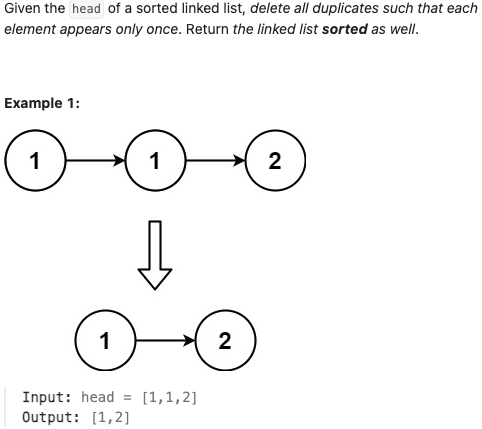 Given the head of a sorted linked list, delete all duplicates such that each
element appears only once. Return the linked list sorted as well.
Example 1:
1 1 2
1 2
Input: head = [1,1,2]
Output: [1,2]